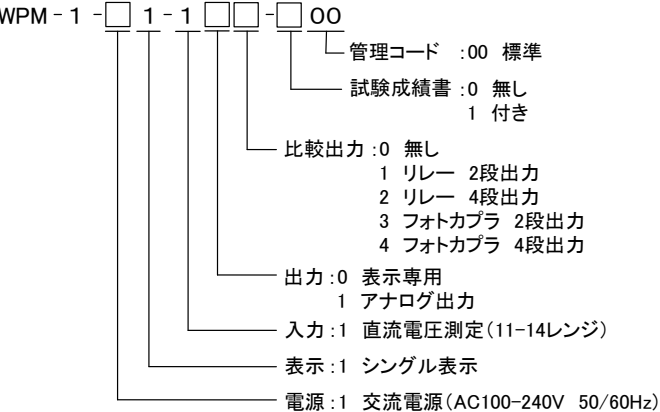 WPM-1-□1-1□□-□00
管理コード :00 標準
試験成績書:0 無し
1 付き
比較出力:0 無し
1 リレー 2段出力
2 リレー 4段出力
3 フォトカプラ 2段出力
4 フォトカプラ 4段出力
出力:0 表示専用
1 アナログ出力
入力:1 直流電圧測定(11-14レンジ)
表示:1 シングル表示
電源:1 交流電源(AC100-240V 50/60Hz)